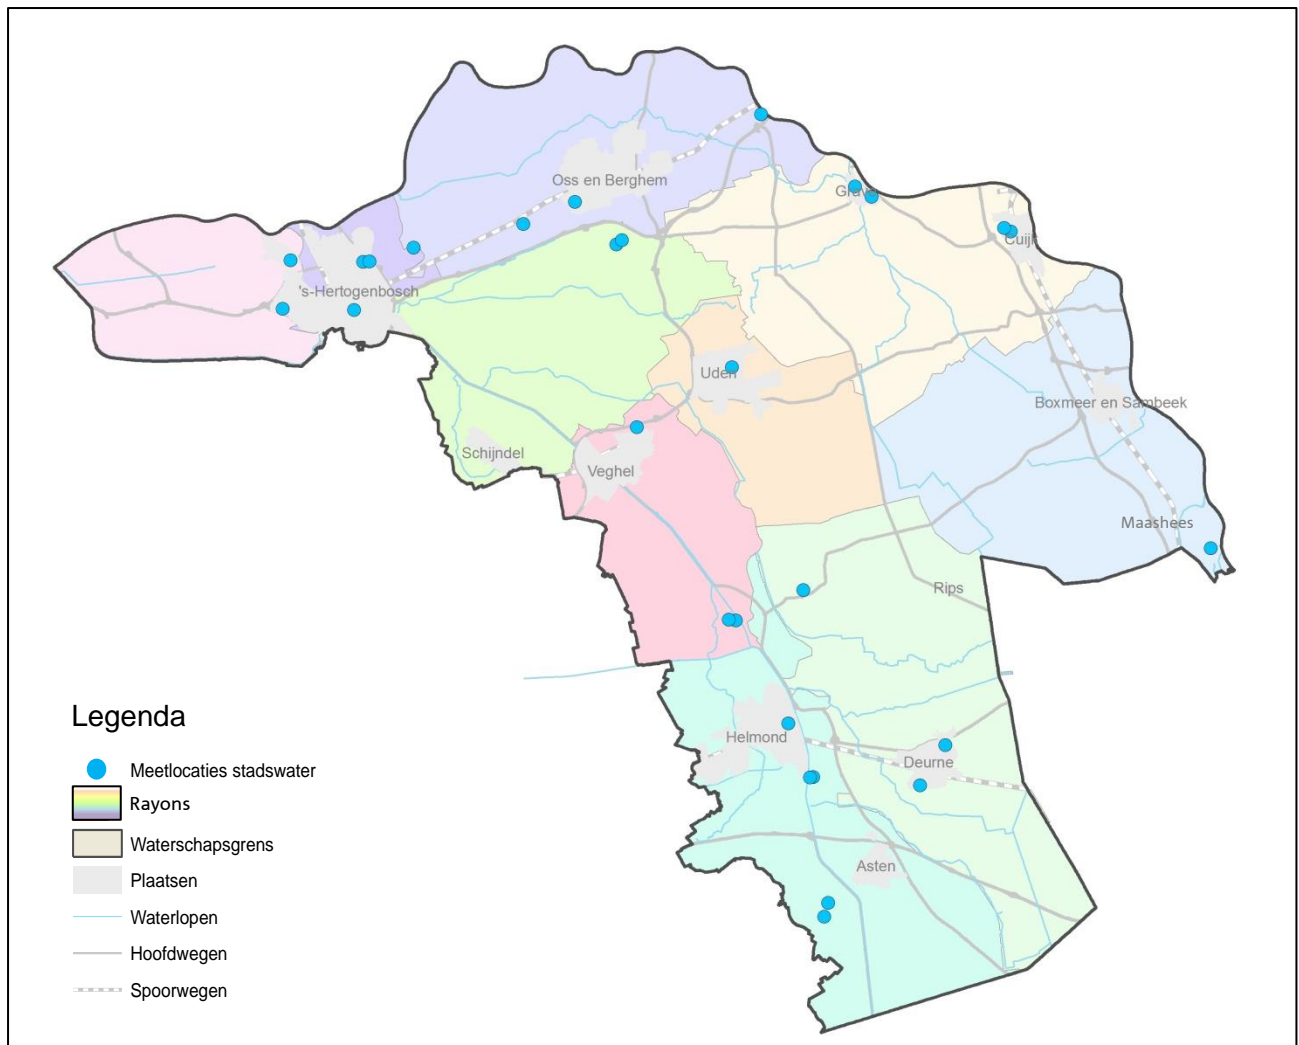 Oss en Berghem
Grave
Cuijk
's-Hertogenbosch
Uden
Boxmeer en Sambeek
Schijndel
Veghel
Maashees
Rips
Helmond
Deurne
Asten
Legenda
Meetlocaties stadswater
Rayons
Waterschapsgrens
Plaatsen
Waterlopen
Hoofdwegen
Spoorwegen